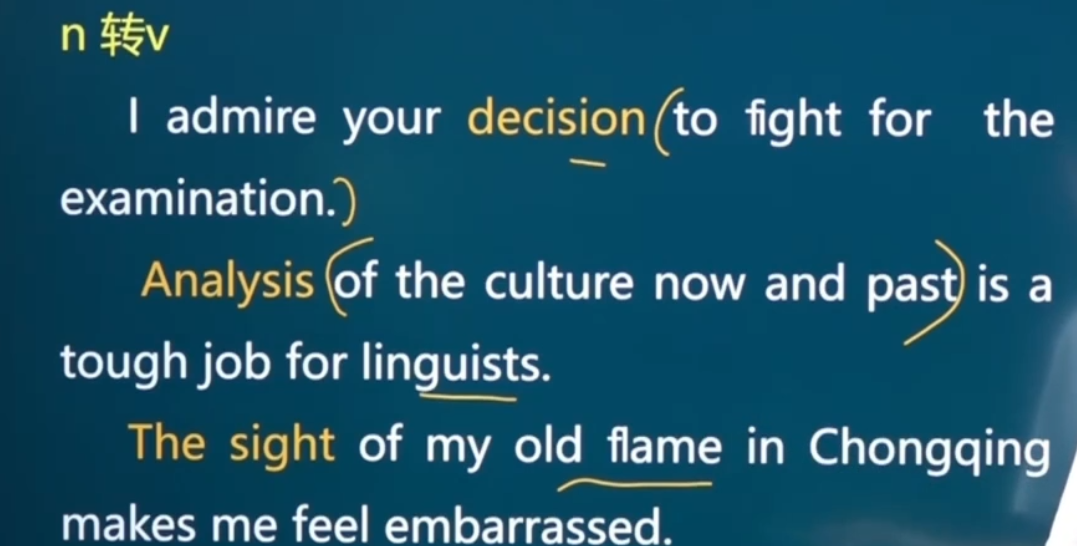 n 转v
I admire your decision (to fight for the
examination.)
Analysis (of the culture now and past) is a
tough job for linguists.
The sight of my old flame in Chongqing
makes me feel embarrassed.